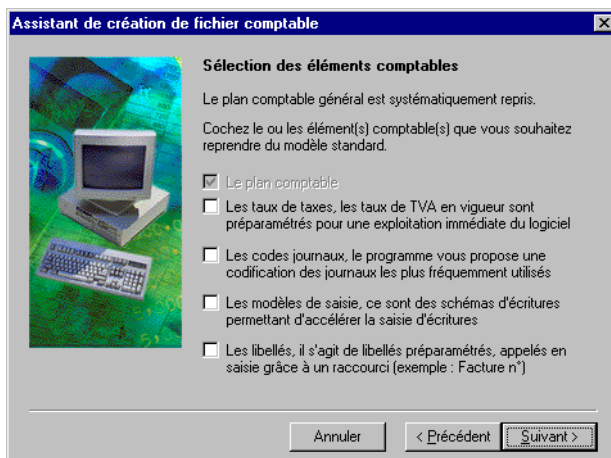 Assistant de création de fichier comptable
Sélection des éléments comptables
Le plan comptable général est systématiquement repris.
Cochez le ou les élément(s) comptable(s) que vous souhaitez
reprendre du modèle standard.
Le plan comptable
Les taux de taxes, les taux de TVA en vigueur sont
préparamétrés pour une exploitation immédiate du logiciel
Les codes journaux, le programme vous propose une
codification des journaux les plus fréquemment utilisés
Les modèles de saisie, ce sont des schémas d'écritures
permettant d'accélérer la saisie d'écritures
Les libellés, il s'agit de libellés préparamétrés, appelés en
saisie grâce à un raccourci (exemple : Facture n°)
Annuler
< Précédent
Suivant >